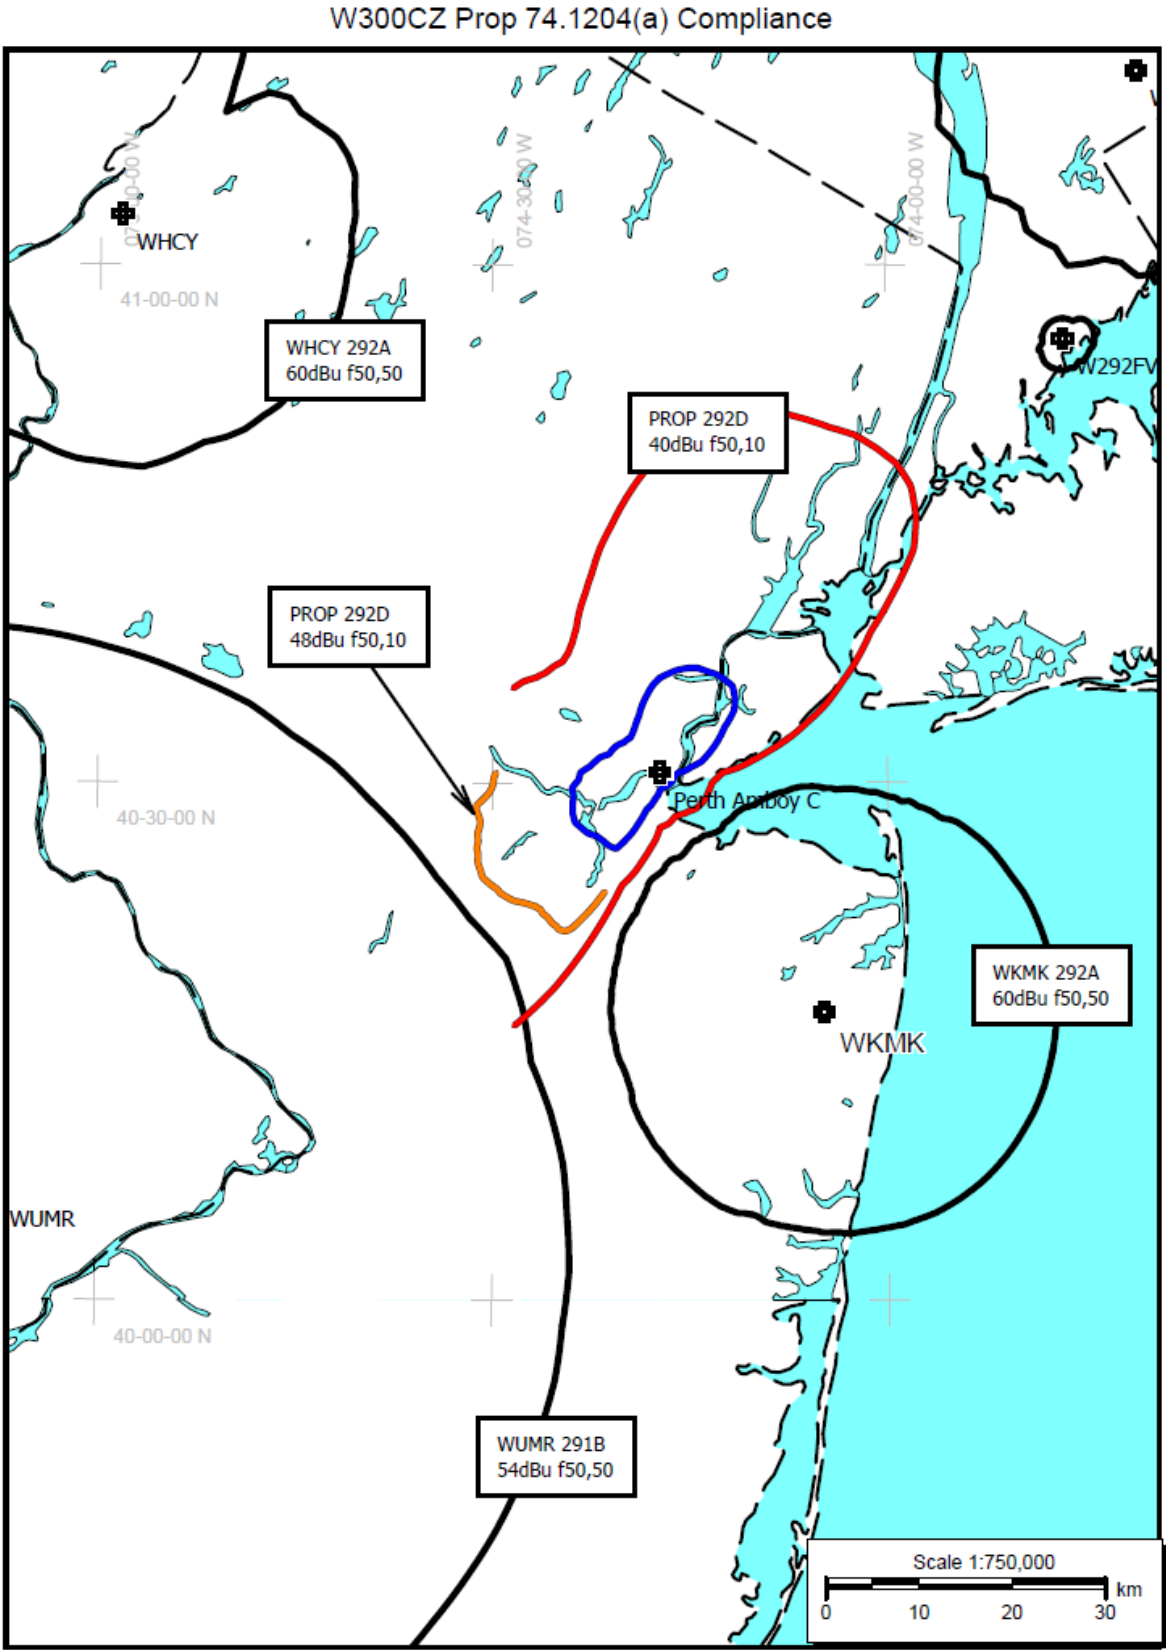 W300CZ Prop 74.1204(a) Compliance
074-30-00 W
074-00-00 W
WHCY
41-00-00 N
WHCY 292A
60dBu f50,50
W292FV
PROP 292D
40dBu f50,10
PROP 292D
48dBu f50,10
Perth Amboy C
40-30-00 N
WKMK 292A
60dBu f50,50
WKMK
WUMR
40-00-00 N
WUMR 291B
54dBu f50,50
Scale 1:750,000
km
0 10 20 30